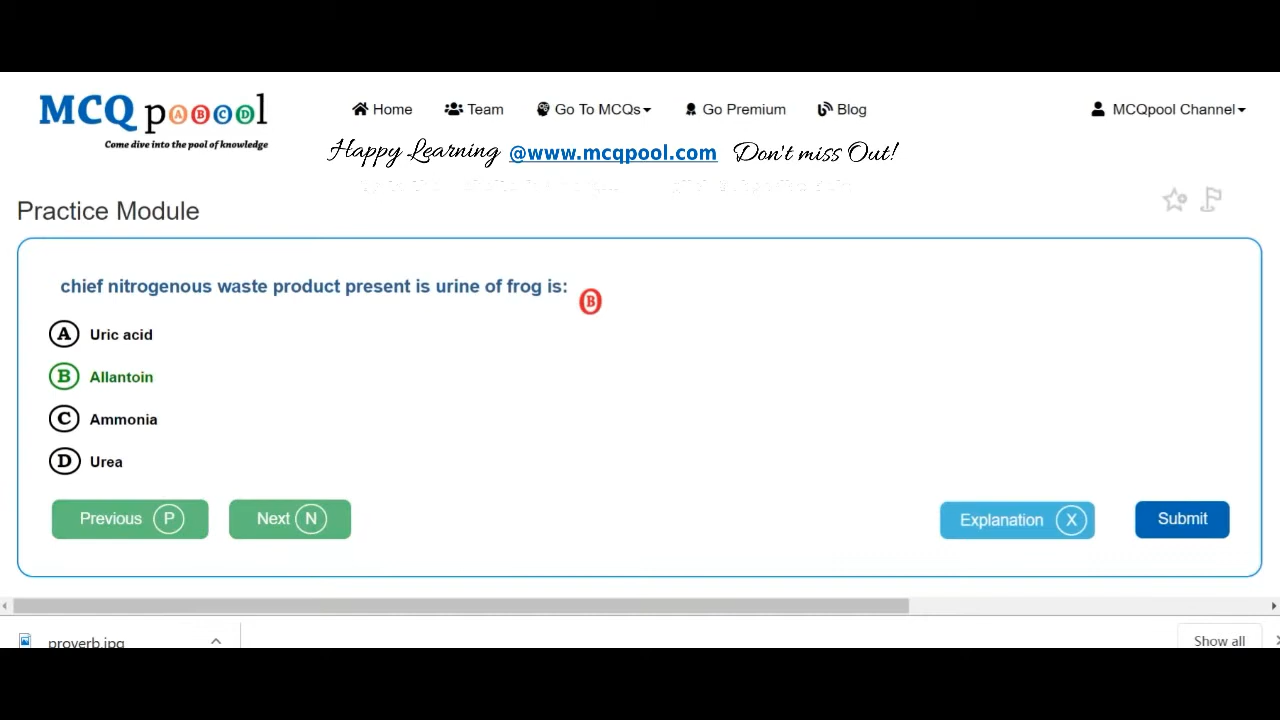 MCQ pABCDl
Come dive into the pool of knowledge
Home Team Go To MCQs Go Premium Blog MCQpool Channel
Happy Learning @www.mcqpool.com Don't miss Out!
Practice Module
chief nitrogenous waste product present is urine of frog is:
B
A Uric acid
B Allantoin
C Ammonia
D Urea
Previous P Next N Explanation X Submit
proverb.jpg Show all